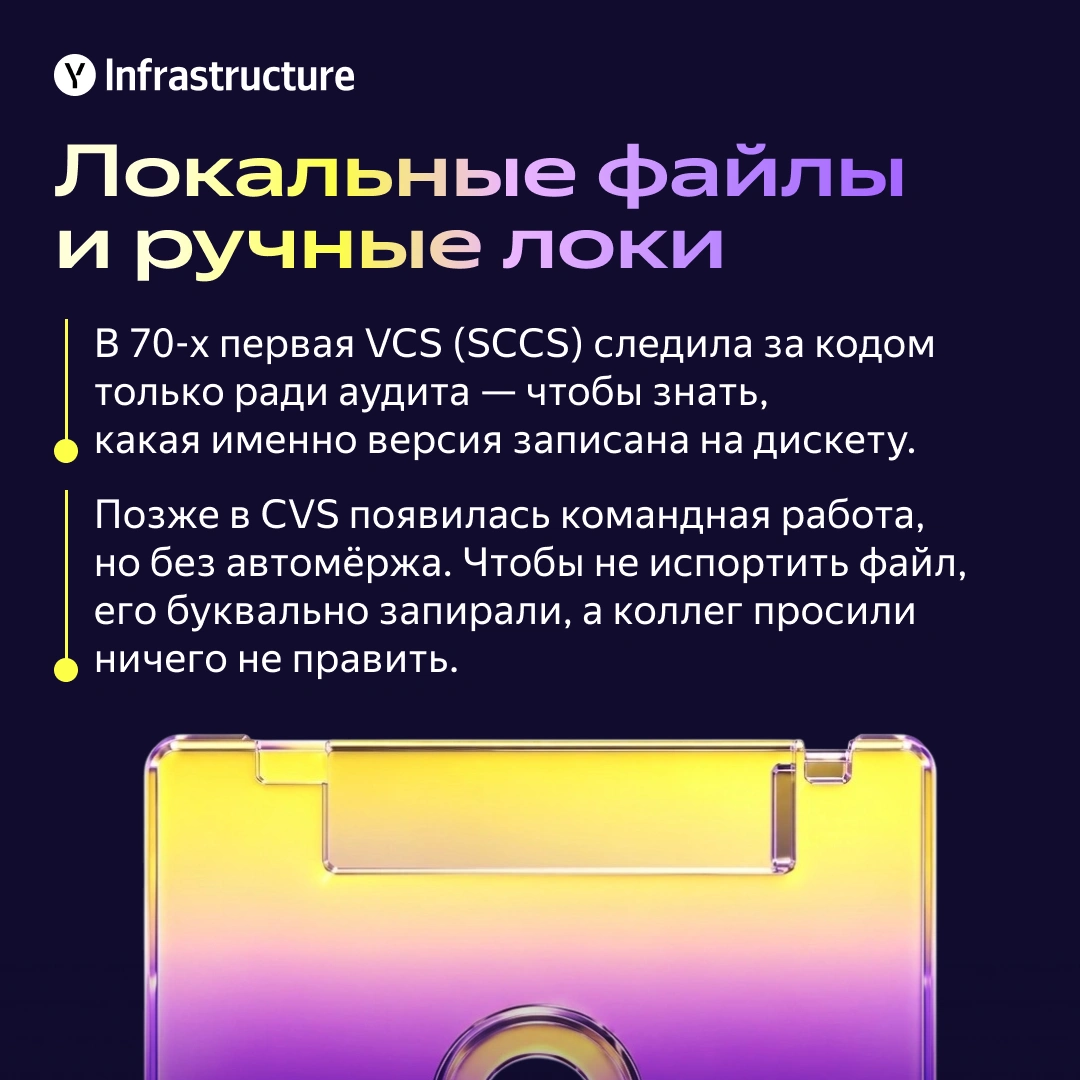 Y Infrastructure
Локальные файлы
и ручные локи
В 70-х первая VCS (SCCS) следила за кодом
только ради аудита — чтобы знать,
какая именно версия записана на дискету.
Позже в CVS появилась командная работа,
но без автомёржа. Чтобы не испортить файл,
его буквально запирали, а коллег просили
ничего не править.